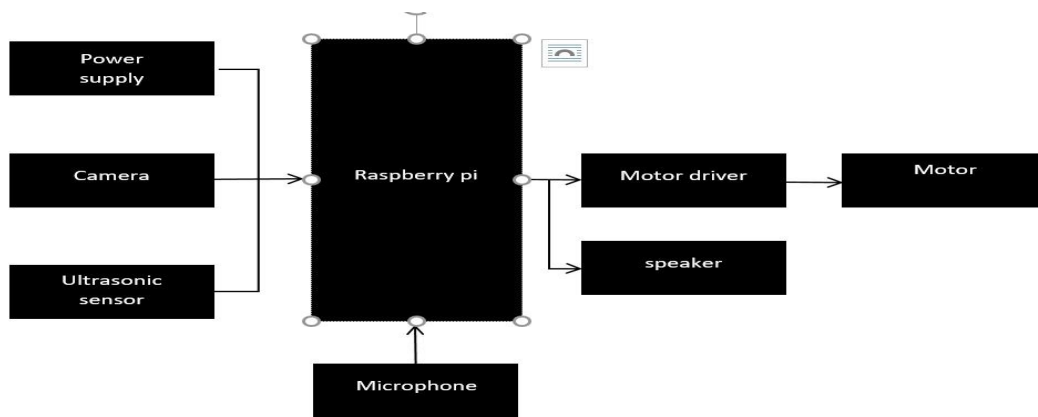 Power
supply
Camera
Ultrasonic
sensor
Raspberry pi
Microphone
Motor driver
speaker
Motor